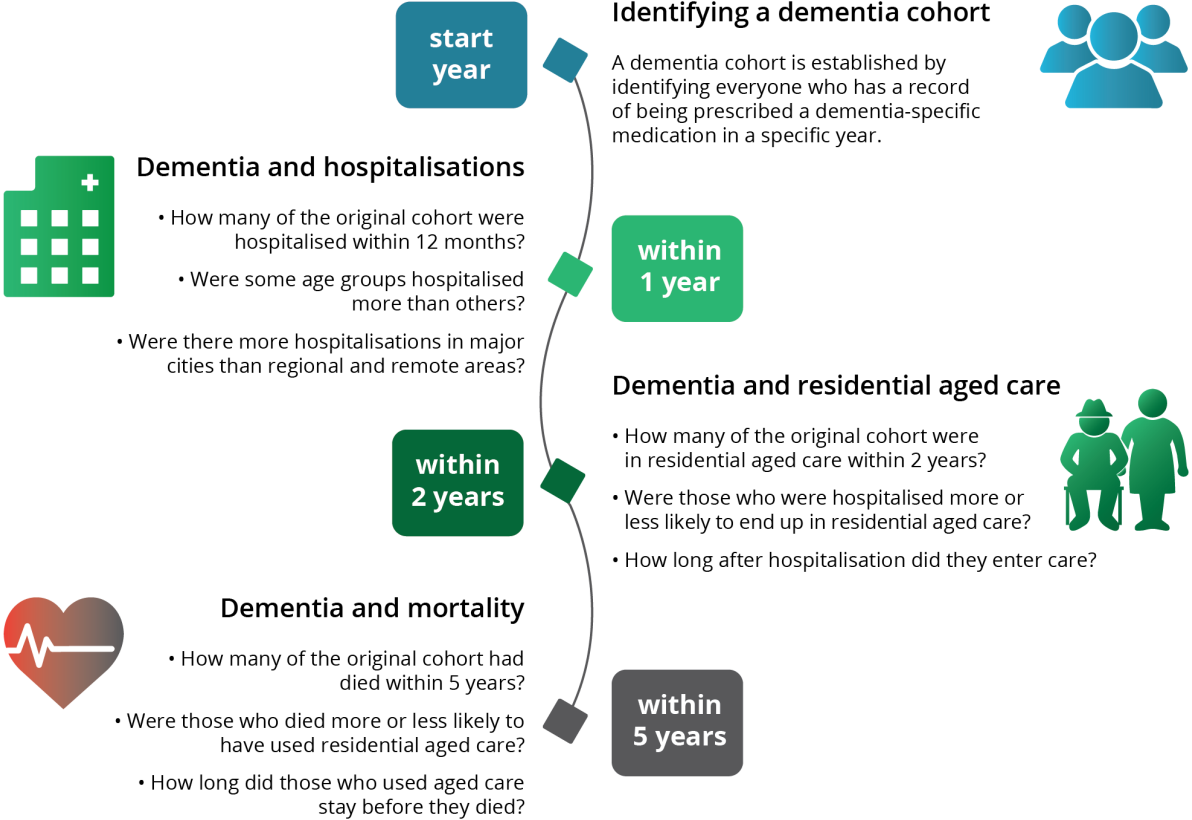 start
year
Identifying a dementia cohort
A dementia cohort is established by
identifying everyone who has a record
of being prescribed a dementia-specific
medication in a specific year.
Dementia and hospitalisations
• How many of the original cohort were
hospitalised within 12 months?
• Were some age groups hospitalised
more than others?
• Were there more hospitalisations in major
cities than regional and remote areas?
within
1 year
Dementia and residential aged care
• How many of the original cohort were
in residential aged care within 2 years?
• Were those who were hospitalised more or
less likely to end up in residential aged care?
• How long after hospitalisation did they enter care?
within
2 years
Dementia and mortality
• How many of the original cohort had
died within 5 years?
• Were those who died more or less likely to
have used residential aged care?
• How long did those who used aged care
stay before they died?
within
5 years